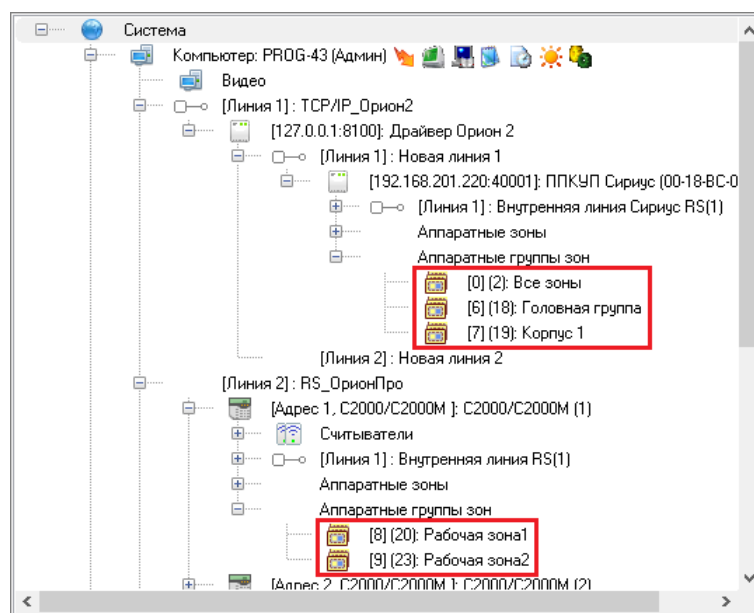 Система
Компьютер: PROG-43 (Админ)
Видео
[Линия 1] : TCP/IP_Орион2
[127.0.0.1:8100]: Драйвер Орион 2
[Линия 1] : Новая линия 1
[192.168.201.220:40001]: ППКУП Сириус (00-18-BC-0
[Линия 1] : Внутренняя линия Сириус RS(1)
Аппаратные зоны
Аппаратные группы зон
[0] (2): Все зоны
[6] (18): Головная группа
[7] (19): Корпус 1
[Линия 2] : Новая линия 2
[Линия 2] : RS_ОрионПро
[Адрес 1, С2000/С2000М ]: С2000/С2000М (1)
Считыватели
[Линия 1] : Внутренняя линия RS(1)
Аппаратные зоны
Аппаратные группы зон
[8] (20): Рабочая зона1
[9] (23): Рабочая зона2
[Адрес 2, С2000/С2000М ]: С2000/С2000М (2)